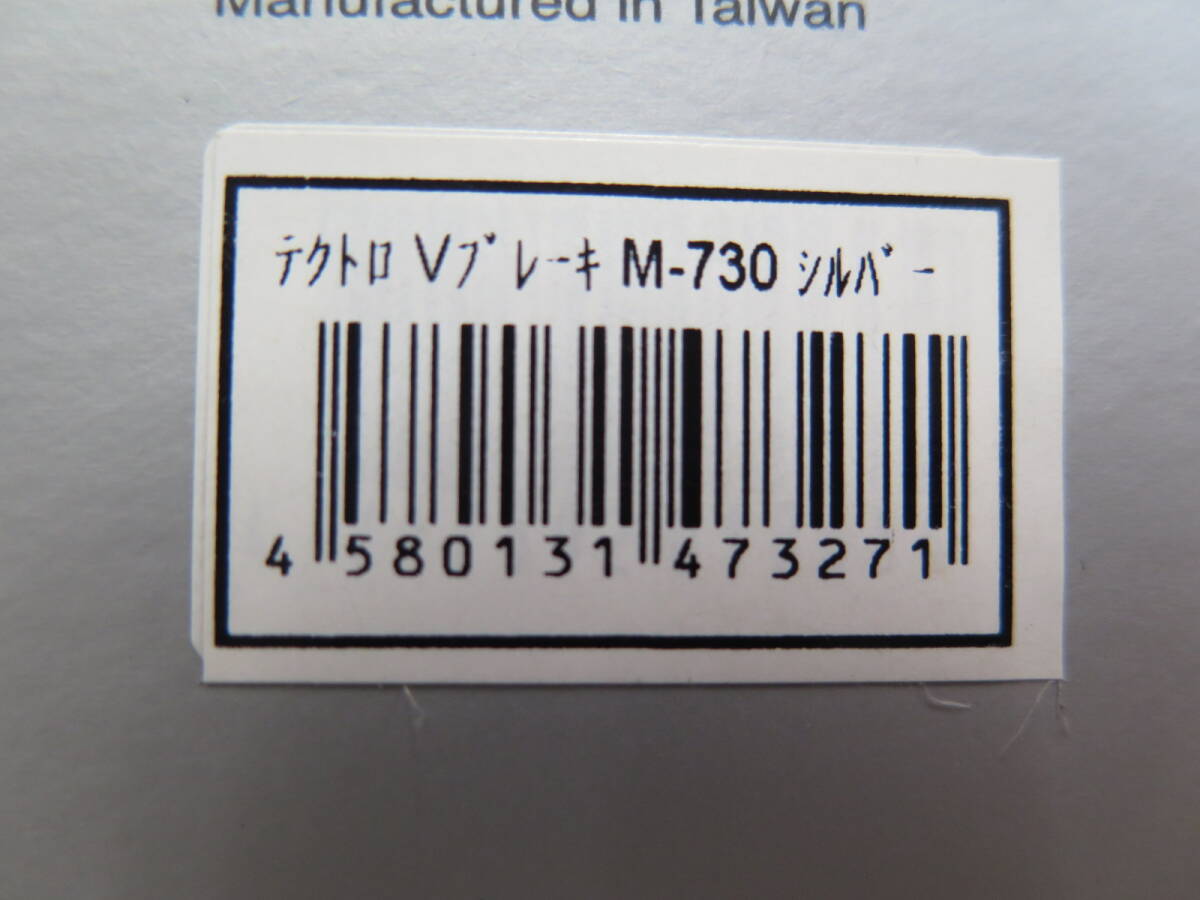 Manufactured in Taiwan
ﾃｸﾄﾛ Vﾌﾞﾚｰｷ M-730 ｼﾙﾊﾞｰ
4 580131 473271